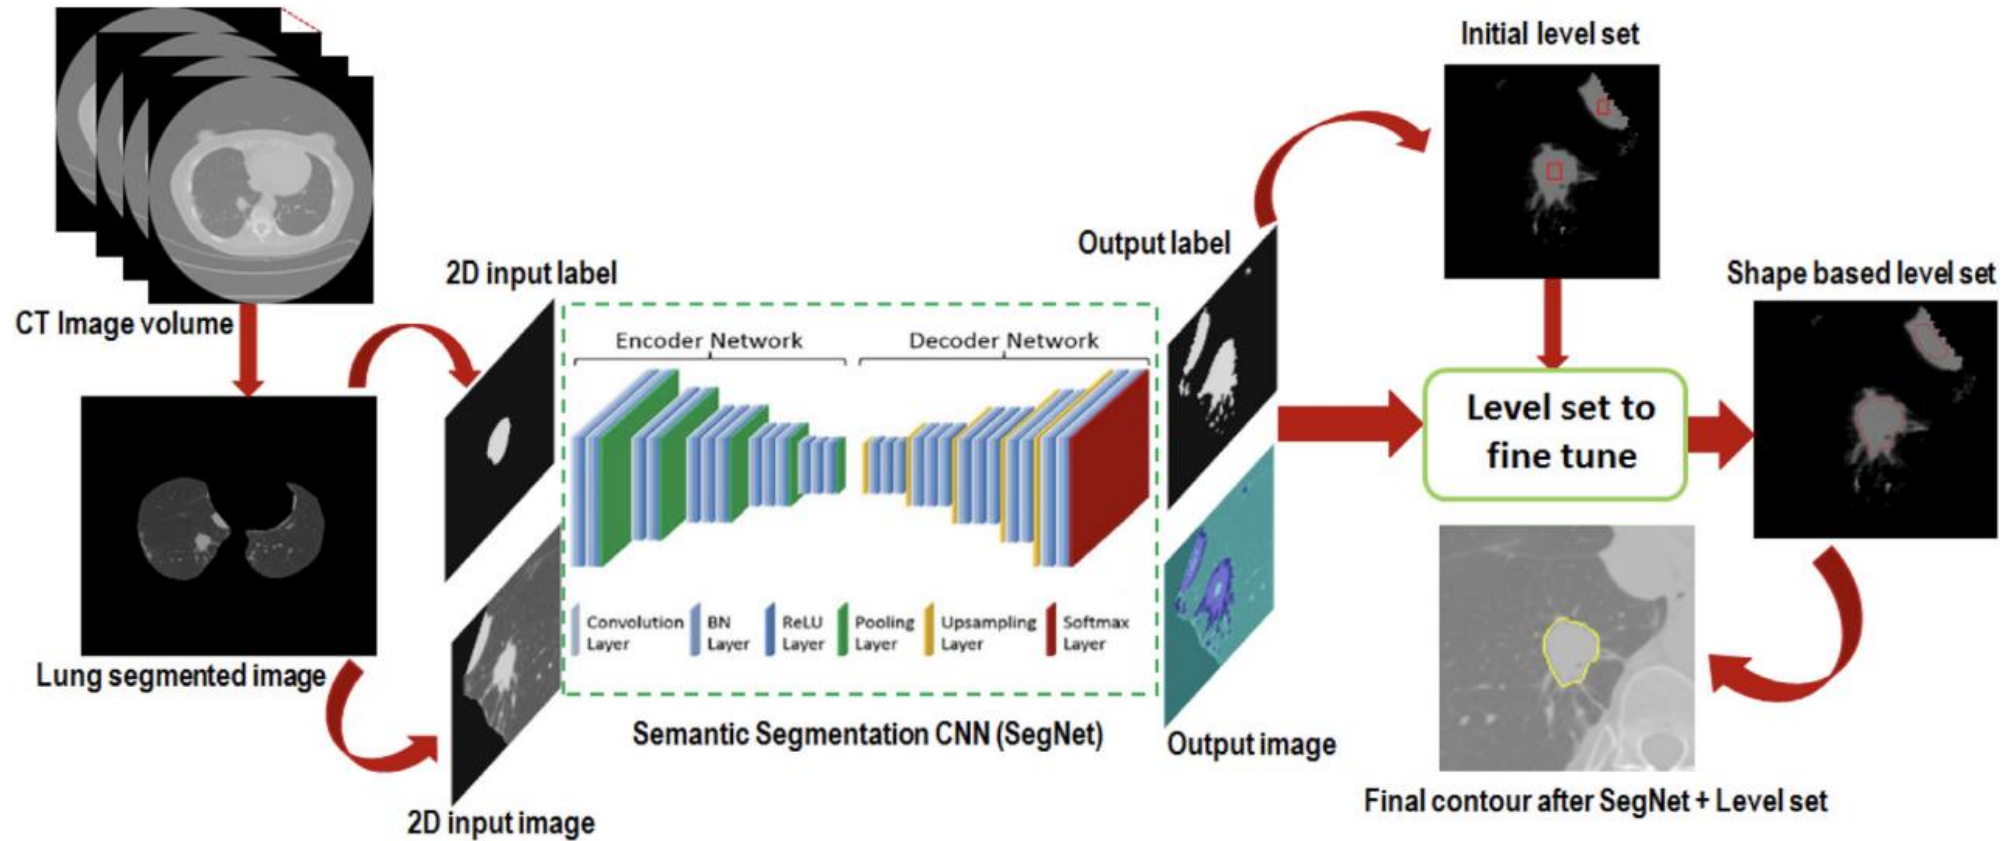 Initial level set
Output label
Shape based level set
2D input label
CT Image volume
Encoder Network
Decoder Network
Level set to
fine tune
Convolution
Layer
BN
Layer
ReLU
Layer
Pooling
Layer
Upsampling
Layer
Softmax
Layer
Lung segmented image
Semantic Segmentation CNN (SegNet)
Output image
2D input image
Final contour after SegNet + Level set